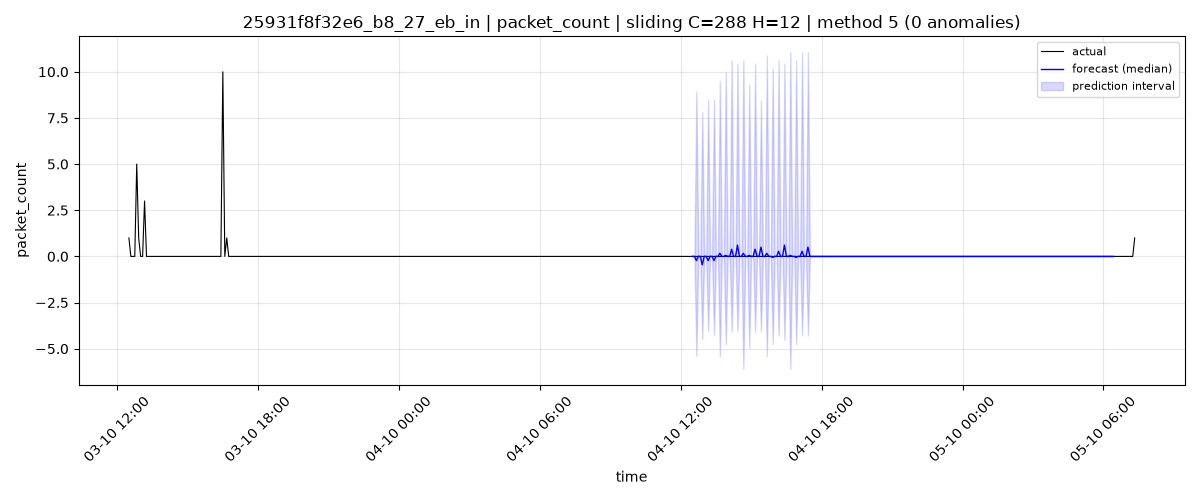 25931f8f32e6_b8_27_eb_in | packet_count | sliding C=288 H=12 | method 5 (0 anomalies)
actual
forecast (median)
prediction interval
packet_count
10.0
7.5
5.0
2.5
0.0
−2.5
−5.0
03-10 12:00
03-10 18:00
04-10 00:00
04-10 06:00
04-10 12:00
04-10 18:00
05-10 00:00
05-10 06:00
time